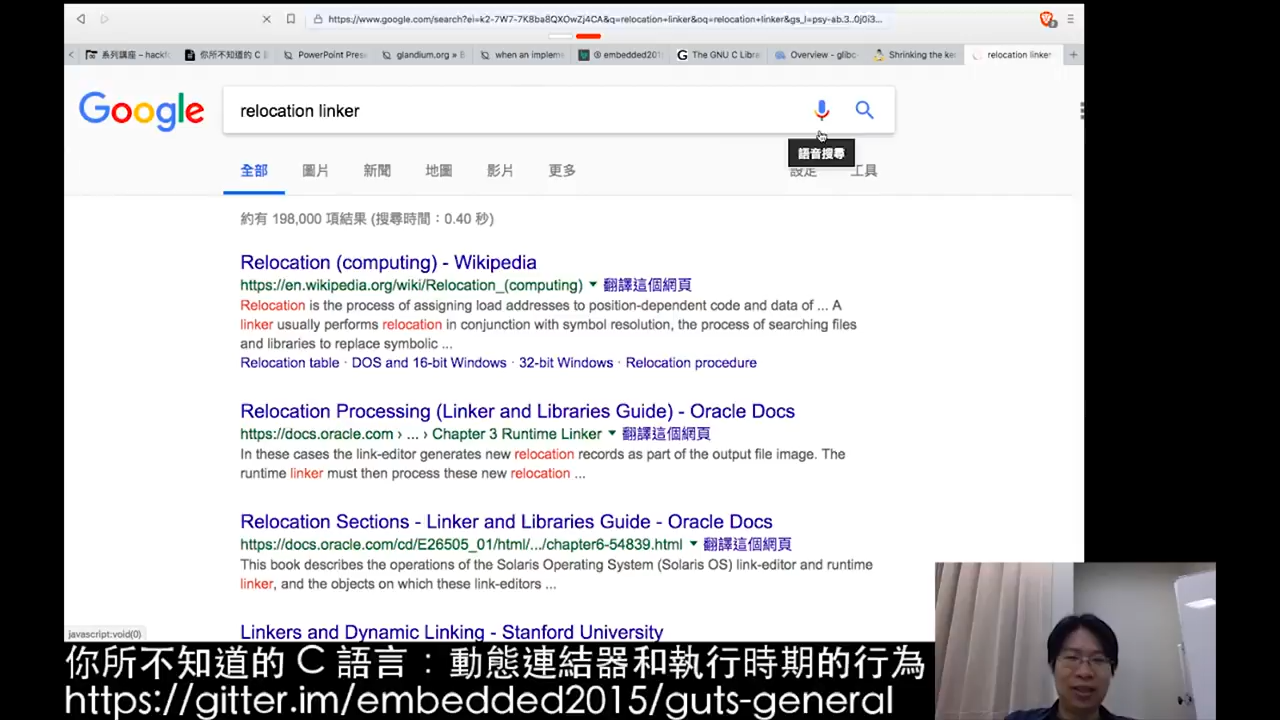 https://www.google.com/search?ei=k2-7W7-7K8ba8QXOwZj4CA&q=relocation+linker&oq=relocation+linker&gs_l=psy-ab.3..0j0i3...
系列講座 – hackf
你所不知道的 C 語
PowerPoint Pres
glandium.org » B
when an implem
embedded201
The GNU C Libra
Overview - glibc
Shrinking the ke
relocation linker
Google
relocation linker
語音搜尋
全部 圖片 新聞 地圖 影片 更多 設定 工具
約有 198,000 項結果 (搜尋時間：0.40 秒)
Relocation (computing) - Wikipedia
https://en.wikipedia.org/wiki/Relocation_(computing) 翻譯這個網頁
Relocation is the process of assigning load addresses to position-dependent code and data of ... A
linker usually performs relocation in conjunction with symbol resolution, the process of searching files
and libraries to replace symbolic ...
Relocation table · DOS and 16-bit Windows · 32-bit Windows · Relocation procedure
Relocation Processing (Linker and Libraries Guide) - Oracle Docs
https://docs.oracle.com › ... › Chapter 3 Runtime Linker 翻譯這個網頁
In these cases the link-editor generates new relocation records as part of the output file image. The
runtime linker must then process these new relocation ...
Relocation Sections - Linker and Libraries Guide - Oracle Docs
https://docs.oracle.com/cd/E26505_01/html/.../chapter6-54839.html 翻譯這個網頁
This book describes the operations of the Solaris Operating System (Solaris OS) link-editor and runtime
linker, and the objects on which these link-editors ...
Linkers and Dynamic Linking - Stanford University
javascript:void(0)
你所不知道的 C 語言：動態連結器和執行時期的行為
https://gitter.im/embedded2015/guts-general